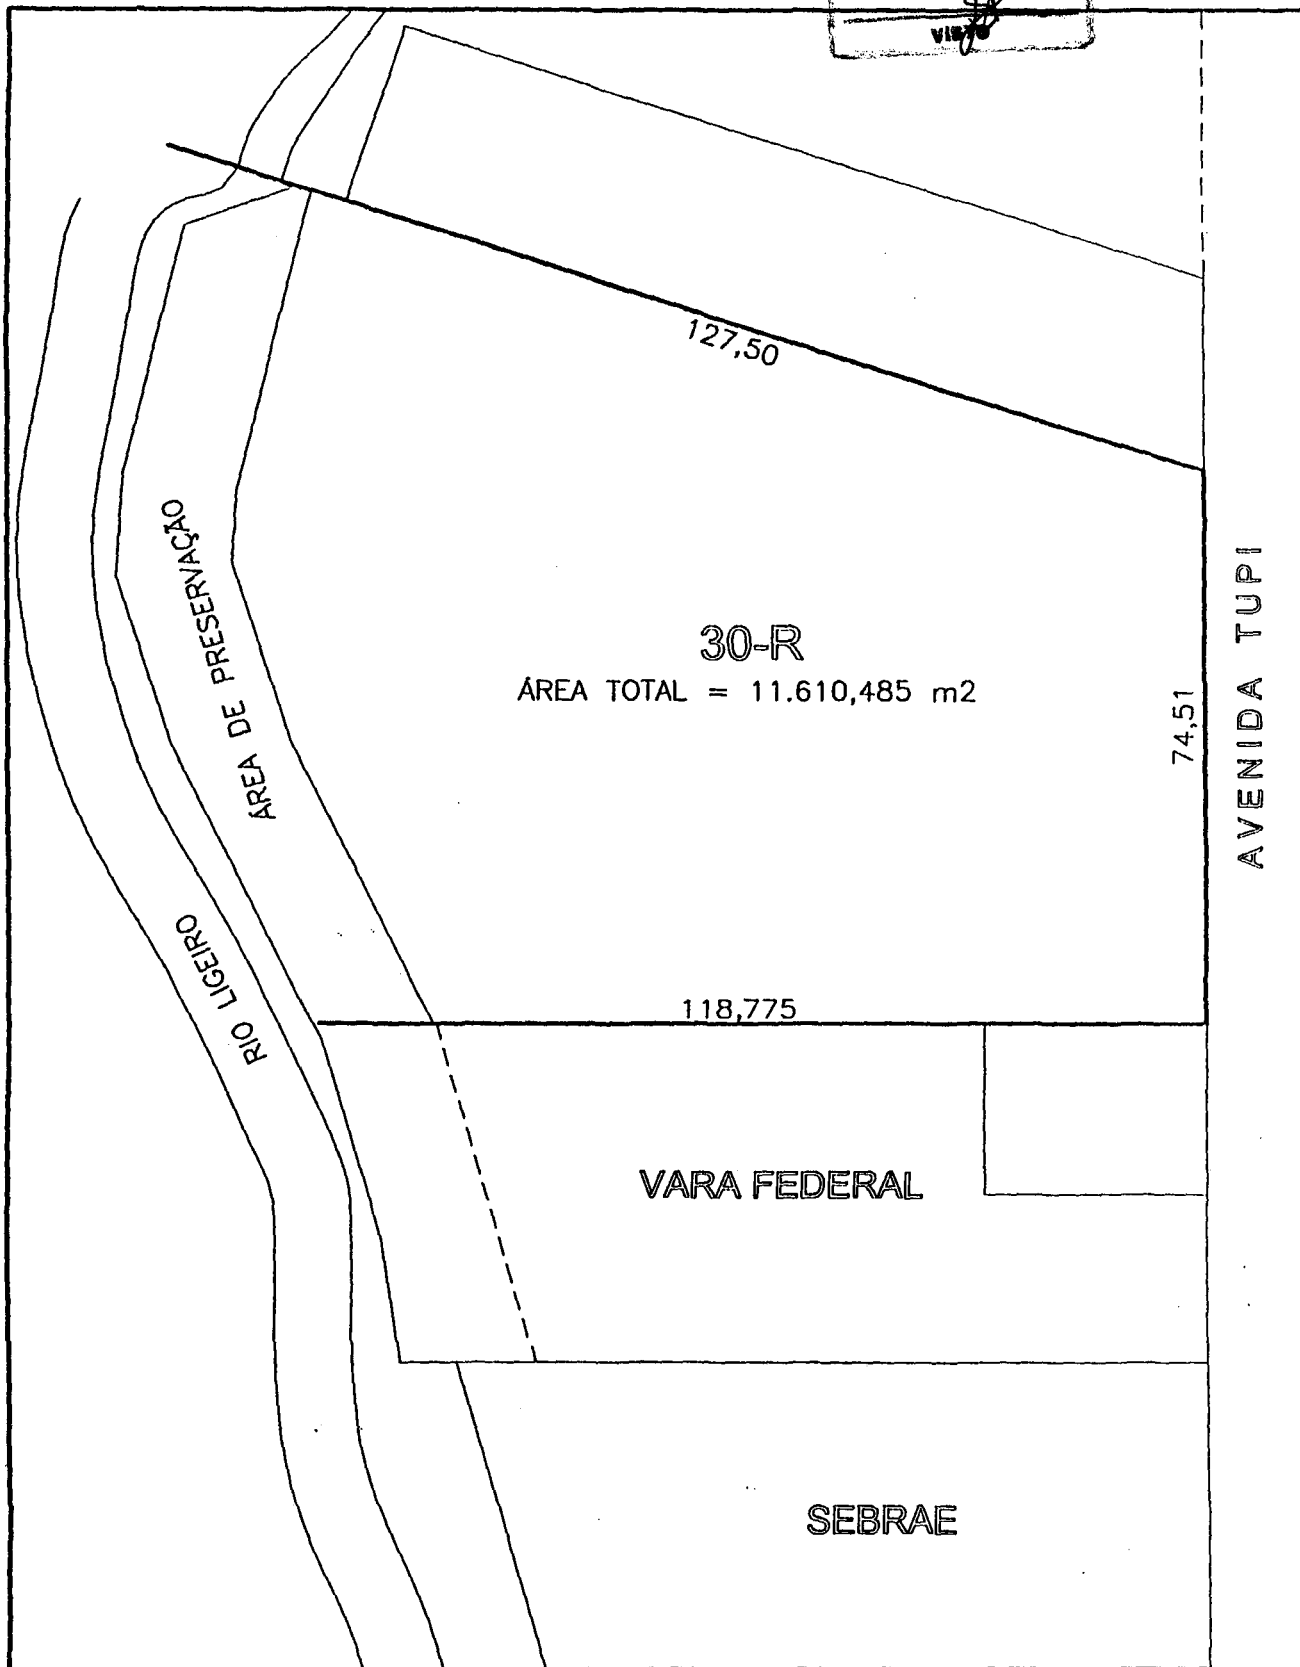 VISTO
127,50
ÁREA DE PRESERVAÇÃO
30-R
ÁREA TOTAL = 11.610,485 m2
74,51
AVENIDA TUPI
RIO LIGEIRO
118,775
VARA FEDERAL
SEBRAE